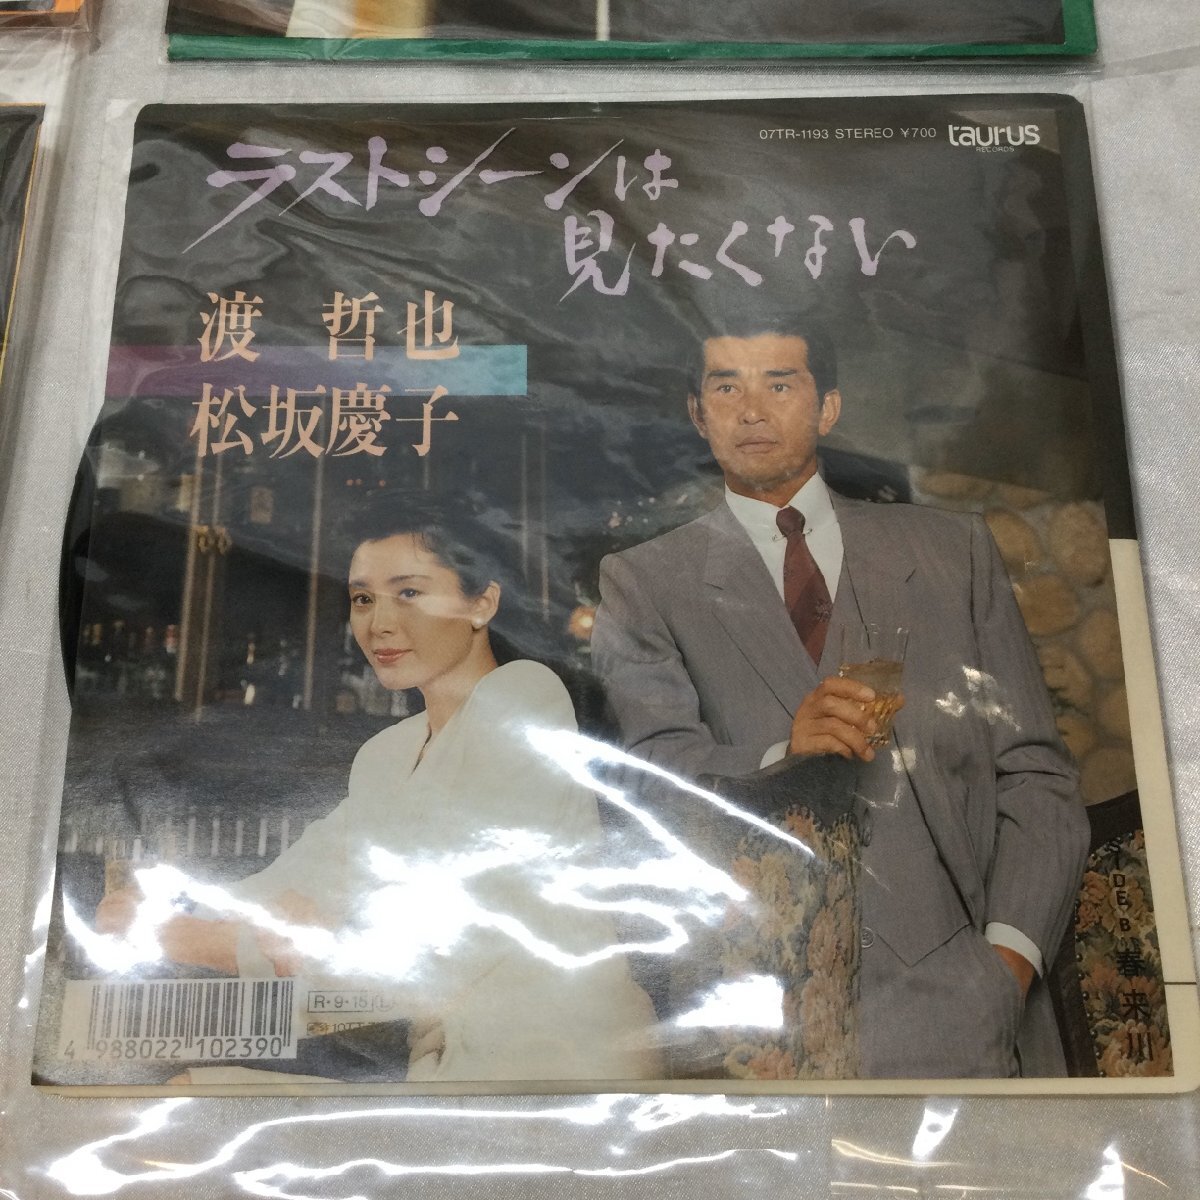 07TR-1193 STEREO ¥700 taurus
RECORDS
ラストシーンは
見たくない
渡 哲也
松坂慶子
SIDE B 春来川
R・9・15 L
4 988022 102390